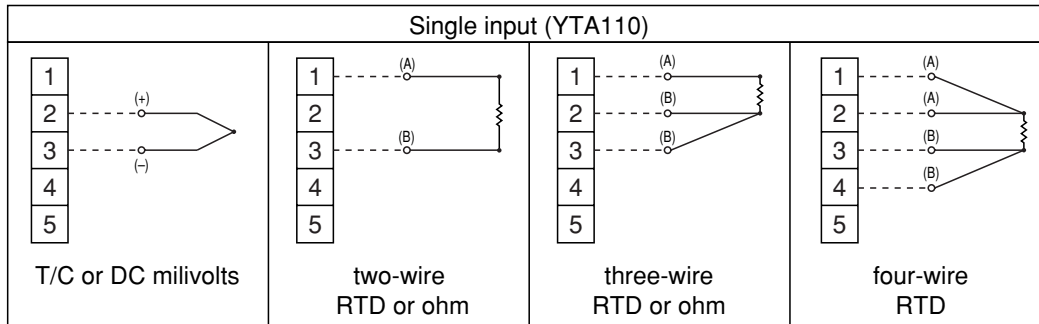 Single input (YTA110)
1
2
3
4
5
(+)
(−)
T/C or DC milivolts
1
2
3
4
5
(A)
(B)
two-wire
RTD or ohm
1
2
3
4
5
(A)
(B)
(B)
three-wire
RTD or ohm
1
2
3
4
5
(A)
(A)
(B)
(B)
four-wire
RTD